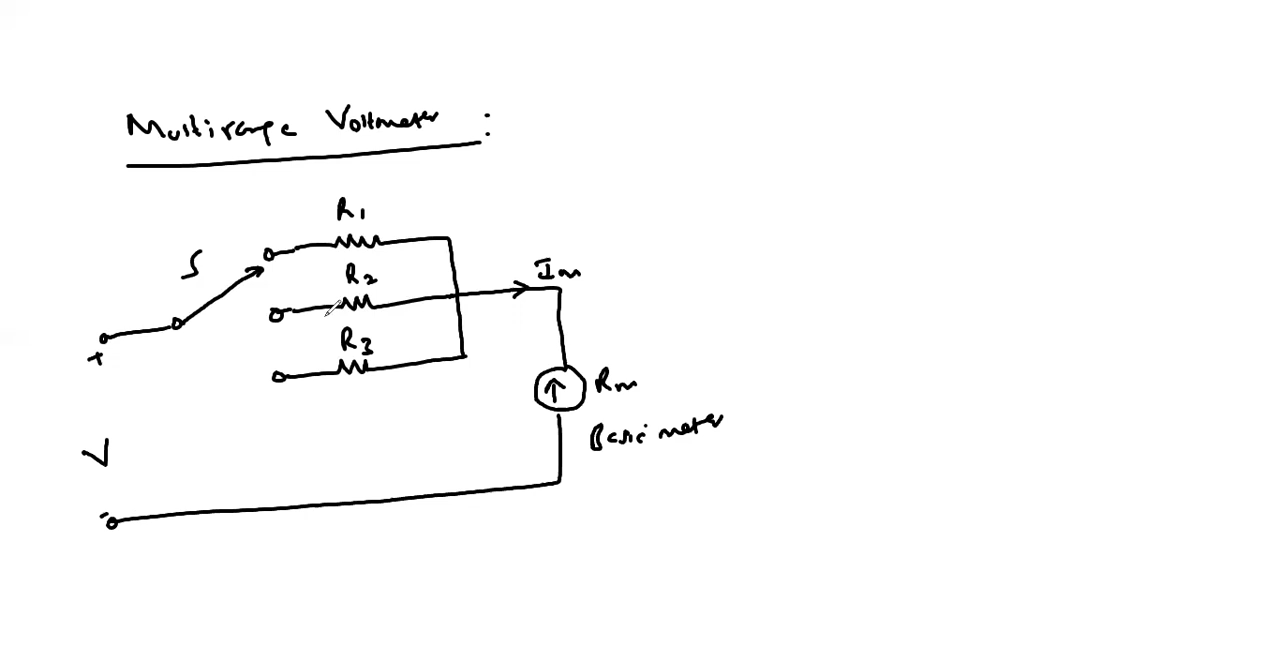 Multirange Voltmeter :
R1
S
R2
Im
R3
+
Rm
Basic meter
V
-